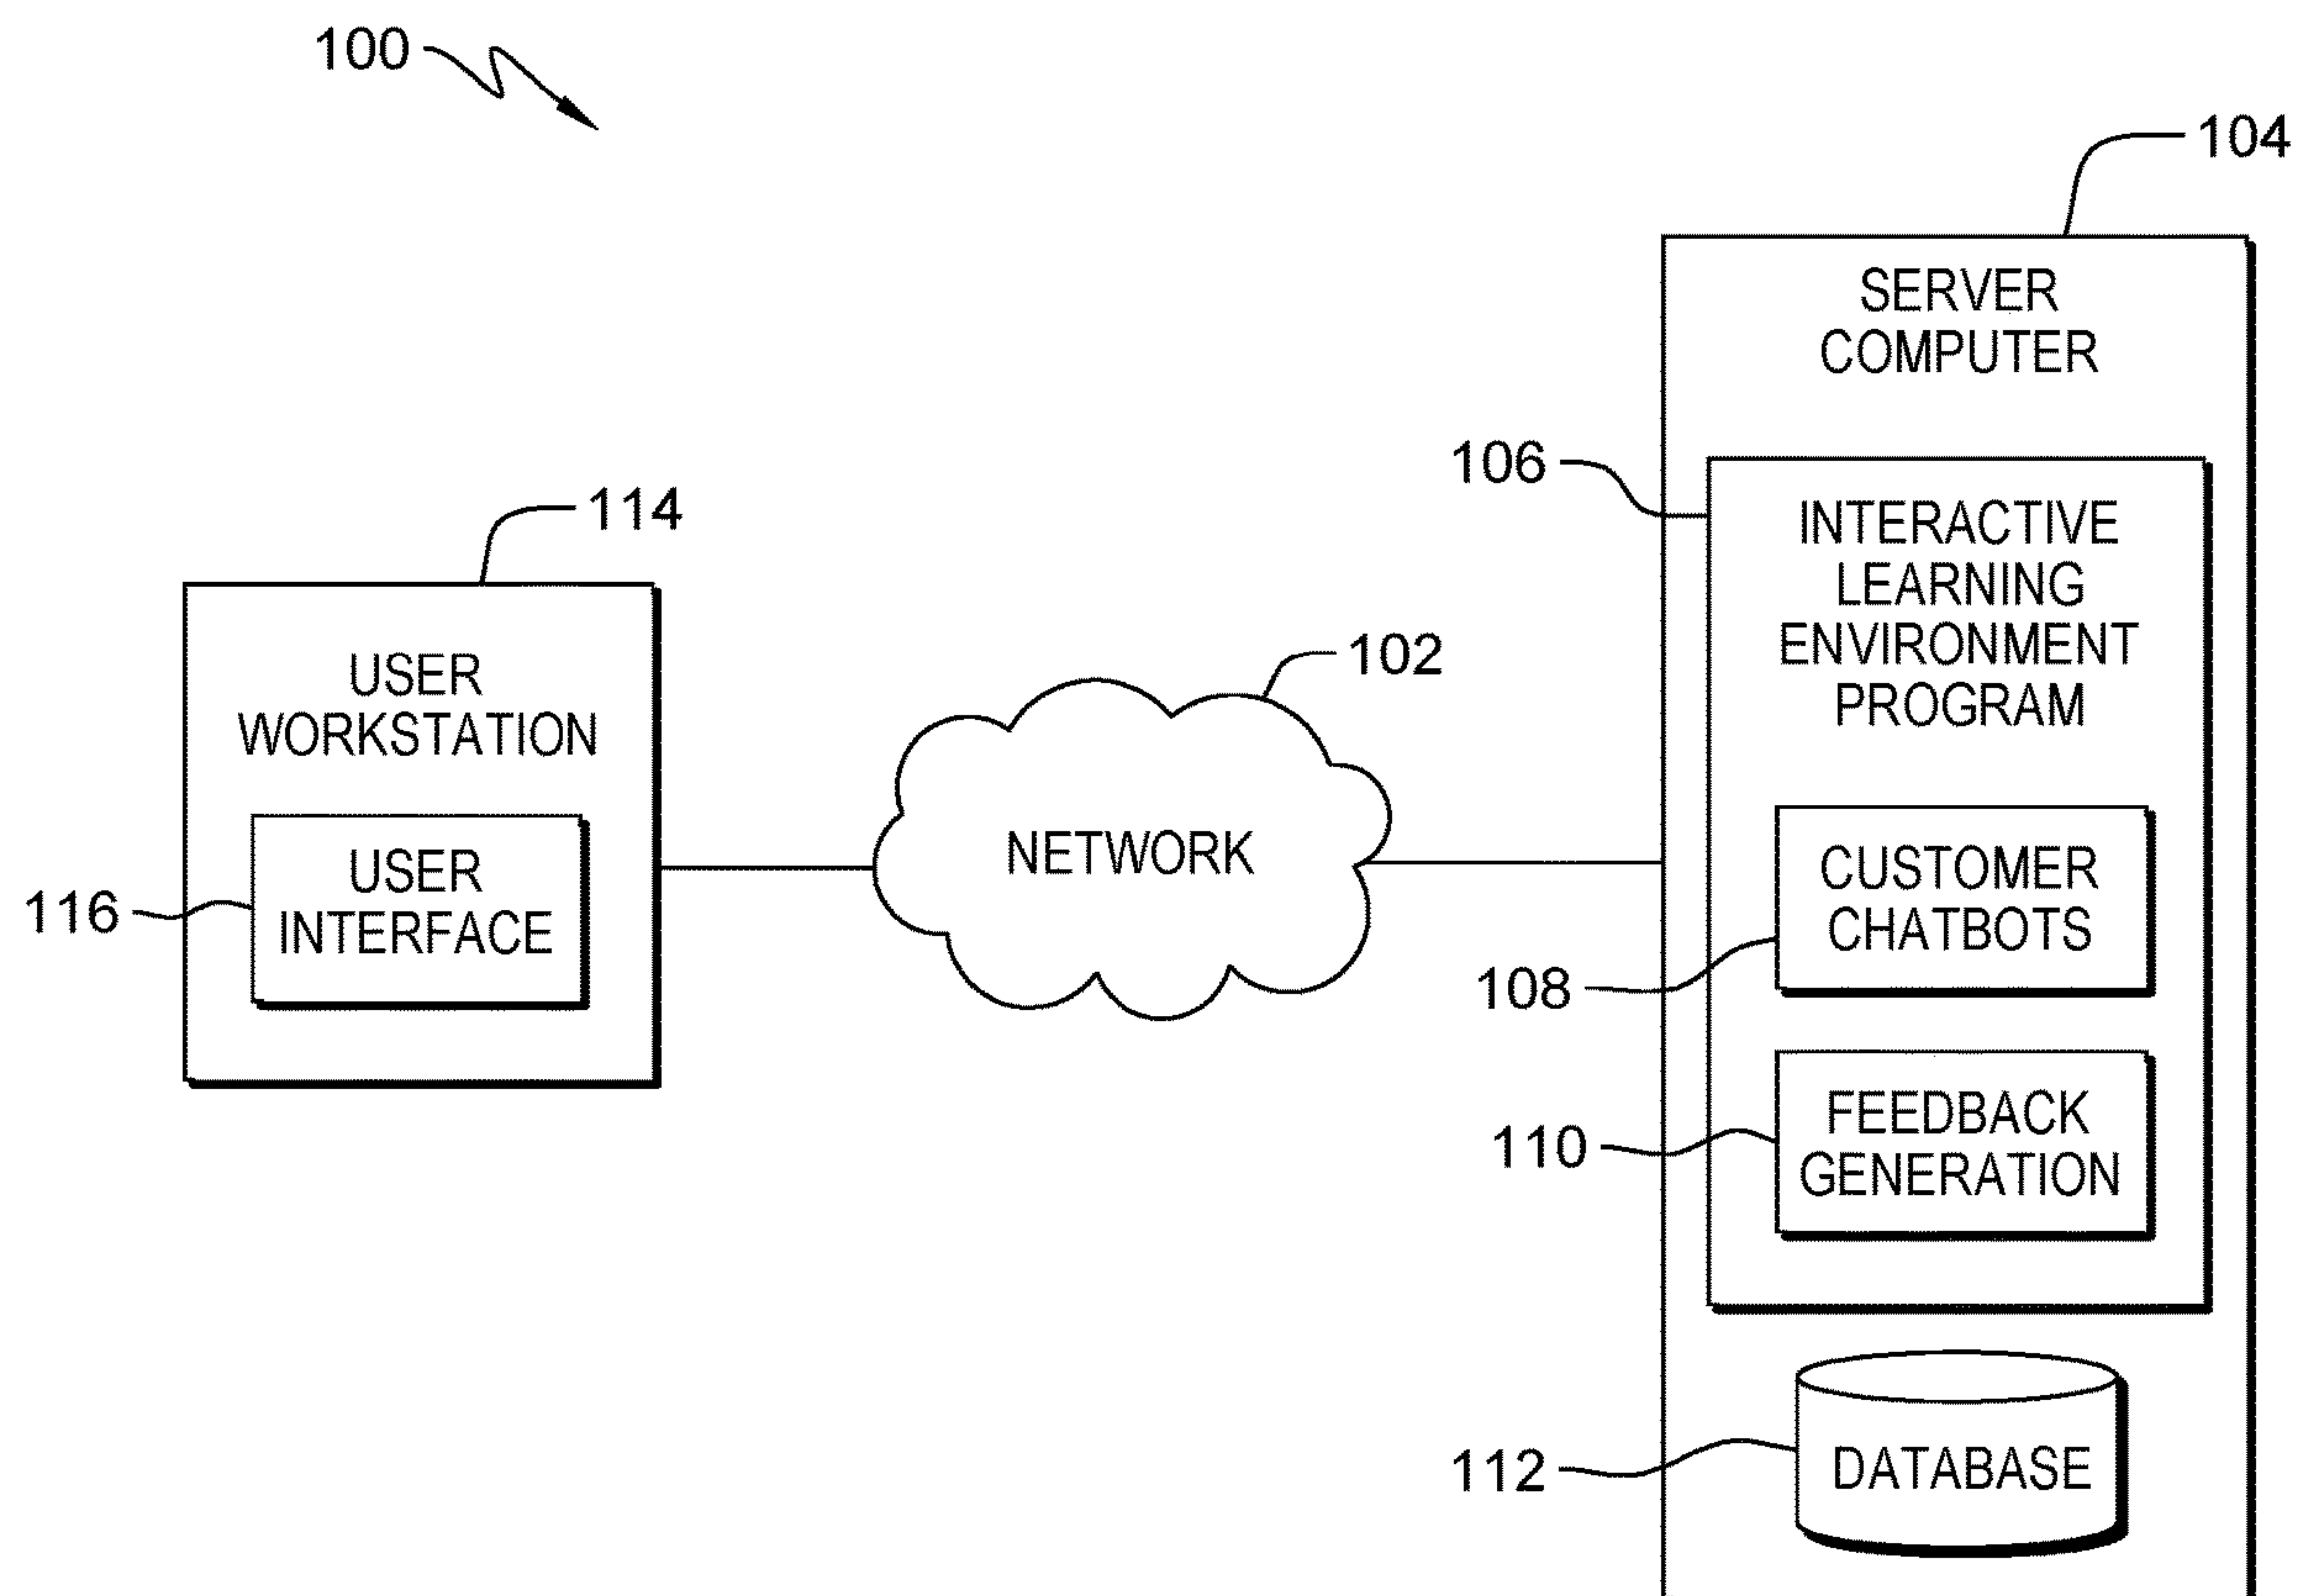 100
104
SERVER
COMPUTER
106
INTERACTIVE
LEARNING
ENVIRONMENT
PROGRAM
114
USER
WORKSTATION
102
NETWORK
USER
INTERFACE
116
CUSTOMER
CHATBOTS
108
FEEDBACK
GENERATION
110
DATABASE
112